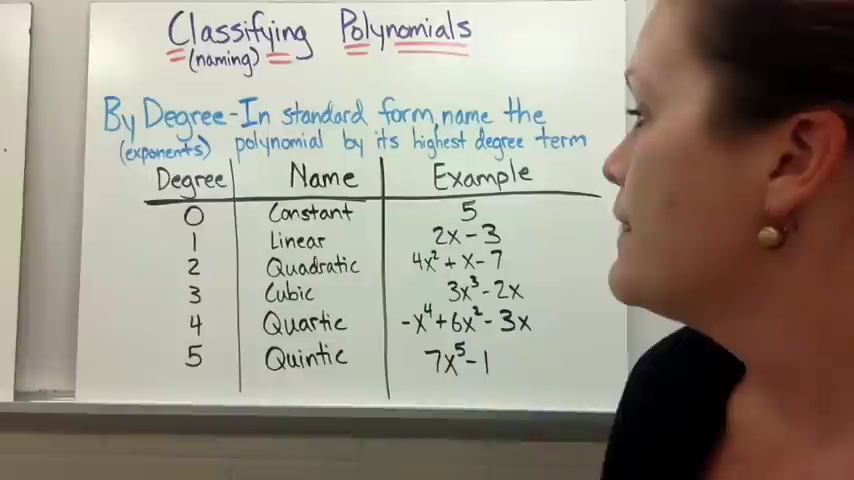 Classifying Polynomials
(naming)
By Degree - In standard form, name the
(exponents) polynomial by its highest degree term
Degree Name Example
0 Constant 5
1 Linear 2x - 3
2 Quadratic 4x² + x - 7
3 Cubic 3x³ - 2x
4 Quartic -x⁴ + 6x² - 3x
5 Quintic 7x⁵ - 1